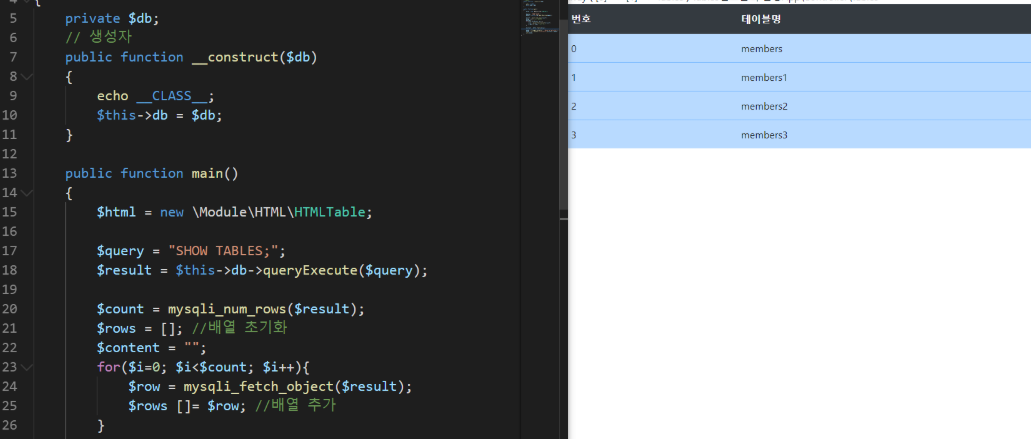 4 {
5 private $db;
6 // 생성자
7 public function __construct($db)
8 {
9 echo __CLASS__;
10 $this->db = $db;
11 }
12
13 public function main()
14 {
15 $html = new \Module\HTML\HTMLTable;
16
17 $query = "SHOW TABLES;";
18 $result = $this->db->queryExecute($query);
19
20 $count = mysqli_num_rows($result);
21 $rows = []; //배열 초기화
22 $content = "";
23 for($i=0; $i<$count; $i++){
24 $row = mysqli_fetch_object($result);
25 $rows []= $row; //배열 추가
26 }
번호 테이블명
0 members
1 members1
2 members2
3 members3